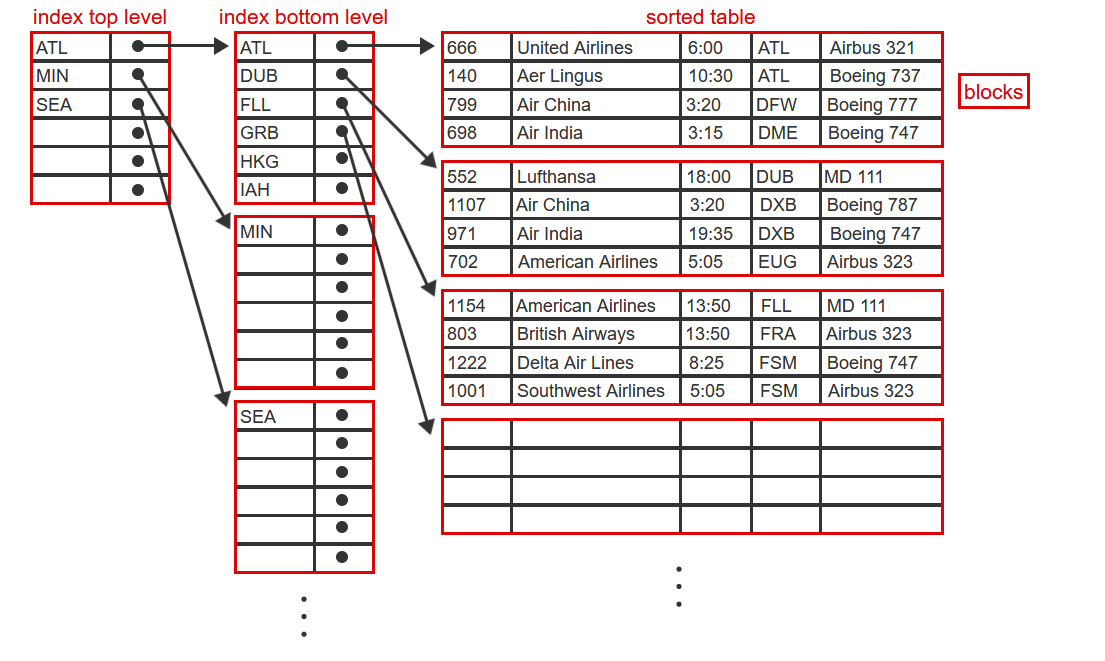 index top level
index bottom level
sorted table
ATL
MIN
SEA
ATL
DUB
FLL
GRB
HKG
IAH
MIN
SEA
666 United Airlines 6:00 ATL Airbus 321
140 Aer Lingus 10:30 ATL Boeing 737
799 Air China 3:20 DFW Boeing 777
698 Air India 3:15 DME Boeing 747
552 Lufthansa 18:00 DUB MD 111
1107 Air China 3:20 DXB Boeing 787
971 Air India 19:35 DXB Boeing 747
702 American Airlines 5:05 EUG Airbus 323
1154 American Airlines 13:50 FLL MD 111
803 British Airways 13:50 FRA Airbus 323
1222 Delta Air Lines 8:25 FSM Boeing 747
1001 Southwest Airlines 5:05 FSM Airbus 323
blocks